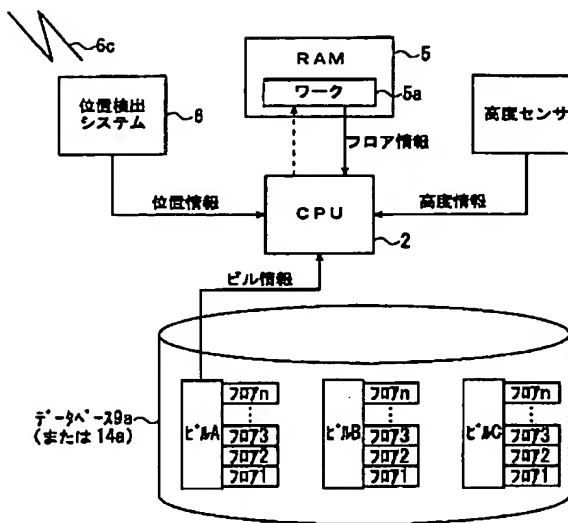 6c
RAM
5
ワーク
5a
位置検出
システム
6
高度センサ
フロア情報
位置情報
CPU
高度情報
2
ビル情報
データベース9a
(または14a)
ビルA
フロアn
フロア3
フロア2
フロア1
ビルB
フロアn
フロア3
フロア2
フロア1
ビルC
フロアn
フロア3
フロア2
フロア1